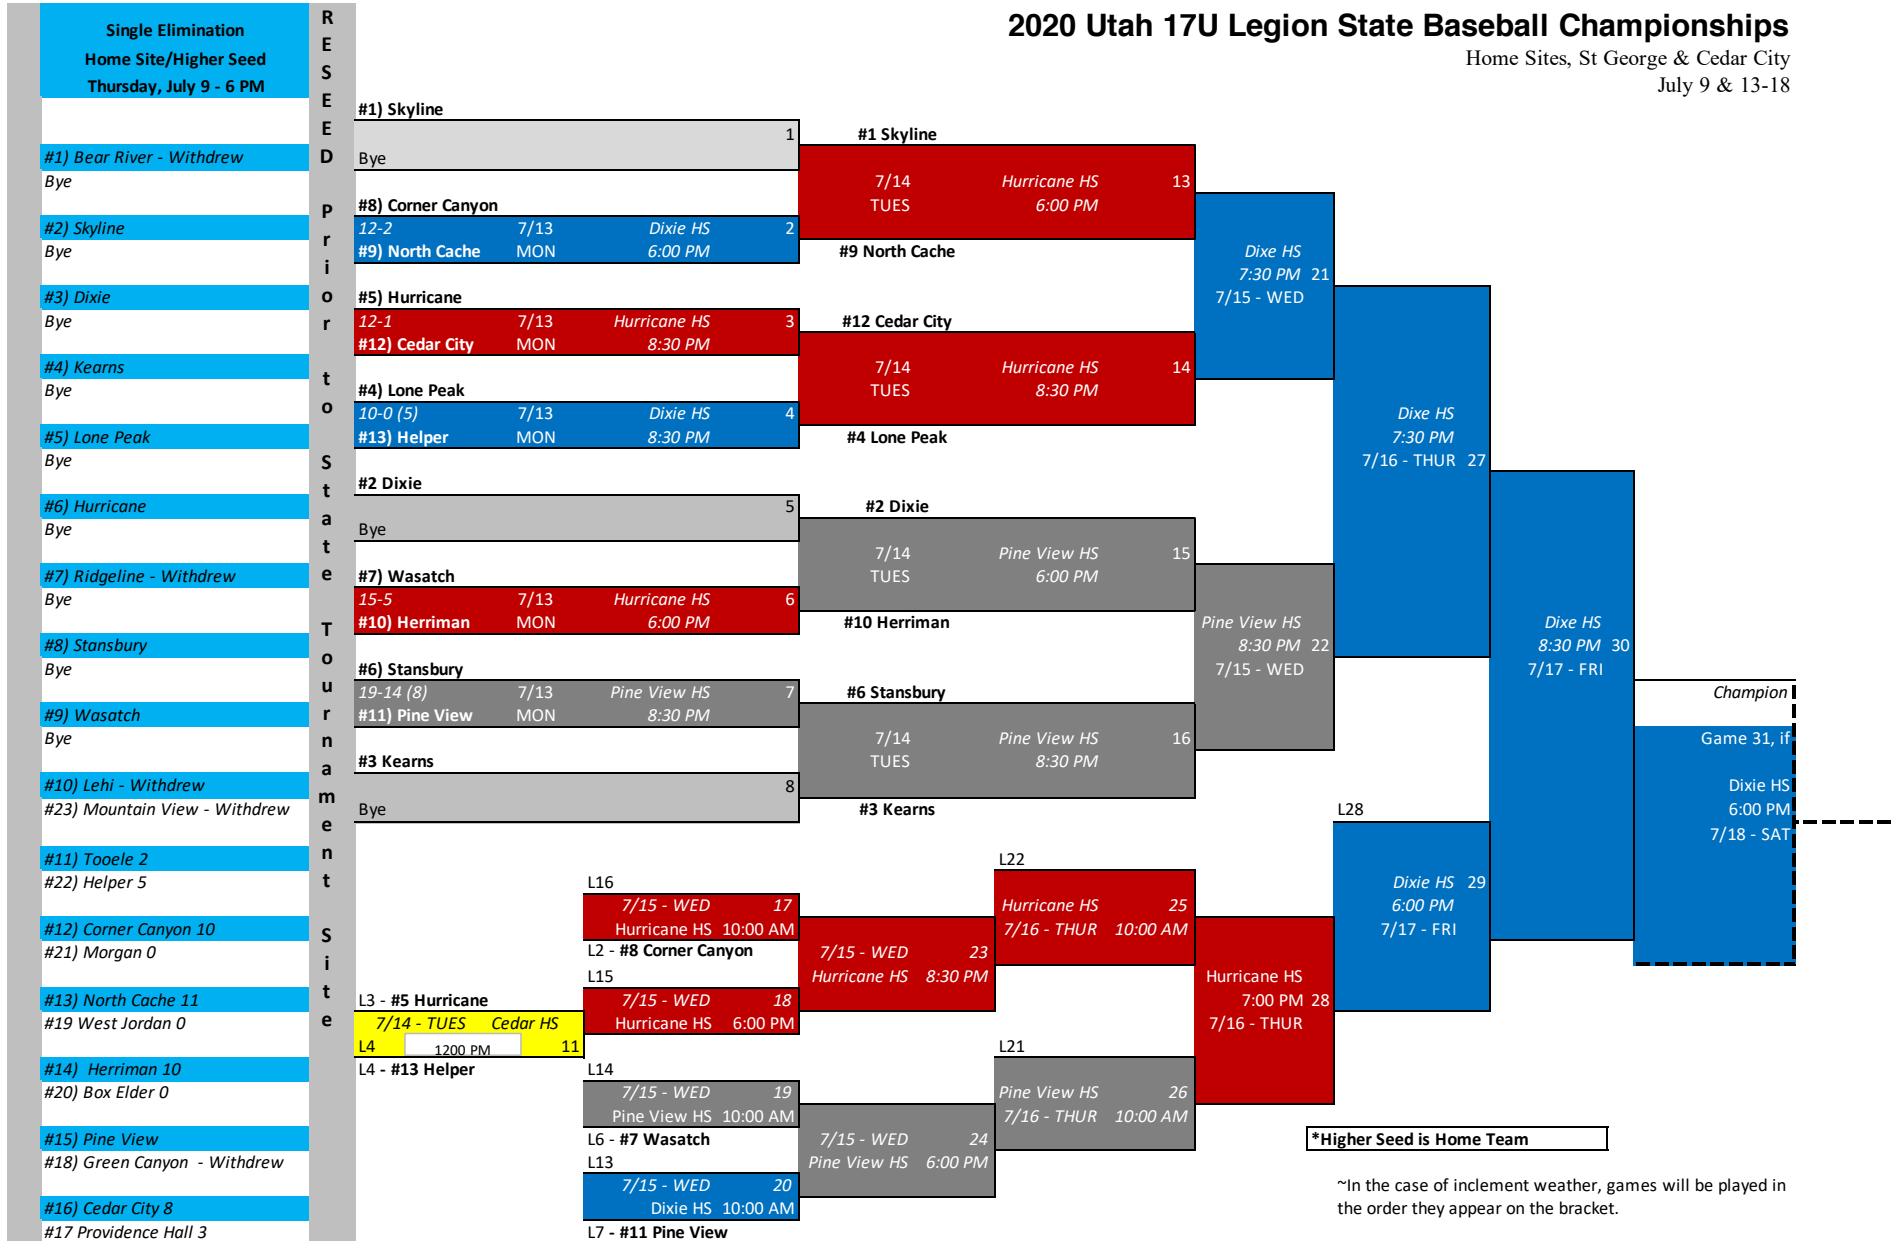 2020 Utah 17U Legion State Baseball Championships
Home Sites, St George & Cedar City
July 9 & 13-18
Single Elimination
Home Site/Higher Seed
Thursday, July 9 - 6 PM
#1) Bear River - Withdrew
Bye
#2) Skyline
Bye
#3) Dixie
Bye
#4) Kearns
Bye
#5) Lone Peak
Bye
#6) Hurricane
Bye
#7) Ridgeline - Withdrew
Bye
#8) Stansbury
Bye
#9) Wasatch
Bye
#10) Lehi - Withdrew
#23) Mountain View - Withdrew
#11) Tooele 2
#22) Helper 5
#12) Corner Canyon 10
#21) Morgan 0
#13) North Cache 11
#19 West Jordan 0
#14)  Herriman 10
#20) Box Elder 0
#15) Pine View
#18) Green Canyon  - Withdrew
#16) Cedar City 8
#17 Providence Hall 3
RESEED Prior to State Tournament Site
#1) Skyline
1
Bye
#8) Corner Canyon
12-2 7/13 Dixie HS 2
#9) North Cache MON 6:00 PM
#5) Hurricane
12-1 7/13 Hurricane HS 3
#12) Cedar City MON 8:30 PM
#4) Lone Peak
10-0 (5) 7/13 Dixie HS 4
#13) Helper MON 8:30 PM
#2 Dixie
5
Bye
#7) Wasatch
15-5 7/13 Hurricane HS 6
#10) Herriman MON 6:00 PM
#6) Stansbury
19-14 (8) 7/13 Pine View HS 7
#11) Pine View MON 8:30 PM
#3 Kearns
8
Bye
#1 Skyline
7/14 Hurricane HS 13
TUES 6:00 PM
#9 North Cache
#12 Cedar City
7/14 Hurricane HS 14
TUES 8:30 PM
#4 Lone Peak
#2 Dixie
7/14 Pine View HS 15
TUES 6:00 PM
#10 Herriman
#6 Stansbury
7/14 Pine View HS 16
TUES 8:30 PM
#3 Kearns
Dixe HS
7:30 PM 21
7/15 - WED
Pine View HS
8:30 PM 22
7/15 - WED
Dixe HS
7:30 PM
7/16 - THUR 27
Dixe HS
8:30 PM 30
7/17 - FRI
Champion
Game 31, if
Dixie HS
6:00 PM
7/18 - SAT
L3 - #5 Hurricane
7/14 - TUES Cedar HS
L4 1200 PM 11
L4 - #13 Helper
L16
7/15 - WED 17
Hurricane HS 10:00 AM
L2 - #8 Corner Canyon
L15
7/15 - WED 18
Hurricane HS 6:00 PM
L14
7/15 - WED 19
Pine View HS 10:00 AM
L6 - #7 Wasatch
L13
7/15 - WED 20
Dixie HS 10:00 AM
L7 - #11 Pine View
7/15 - WED 23
Hurricane HS 8:30 PM
7/15 - WED 24
Pine View HS 6:00 PM
L22
Hurricane HS 25
7/16 - THUR 10:00 AM
L21
Pine View HS 26
7/16 - THUR 10:00 AM
Hurricane HS
7:00 PM 28
7/16 - THUR
L28
Dixie HS 29
6:00 PM
7/17 - FRI
*Higher Seed is Home Team
~In the case of inclement weather, games will be played in
the order they appear on the bracket.